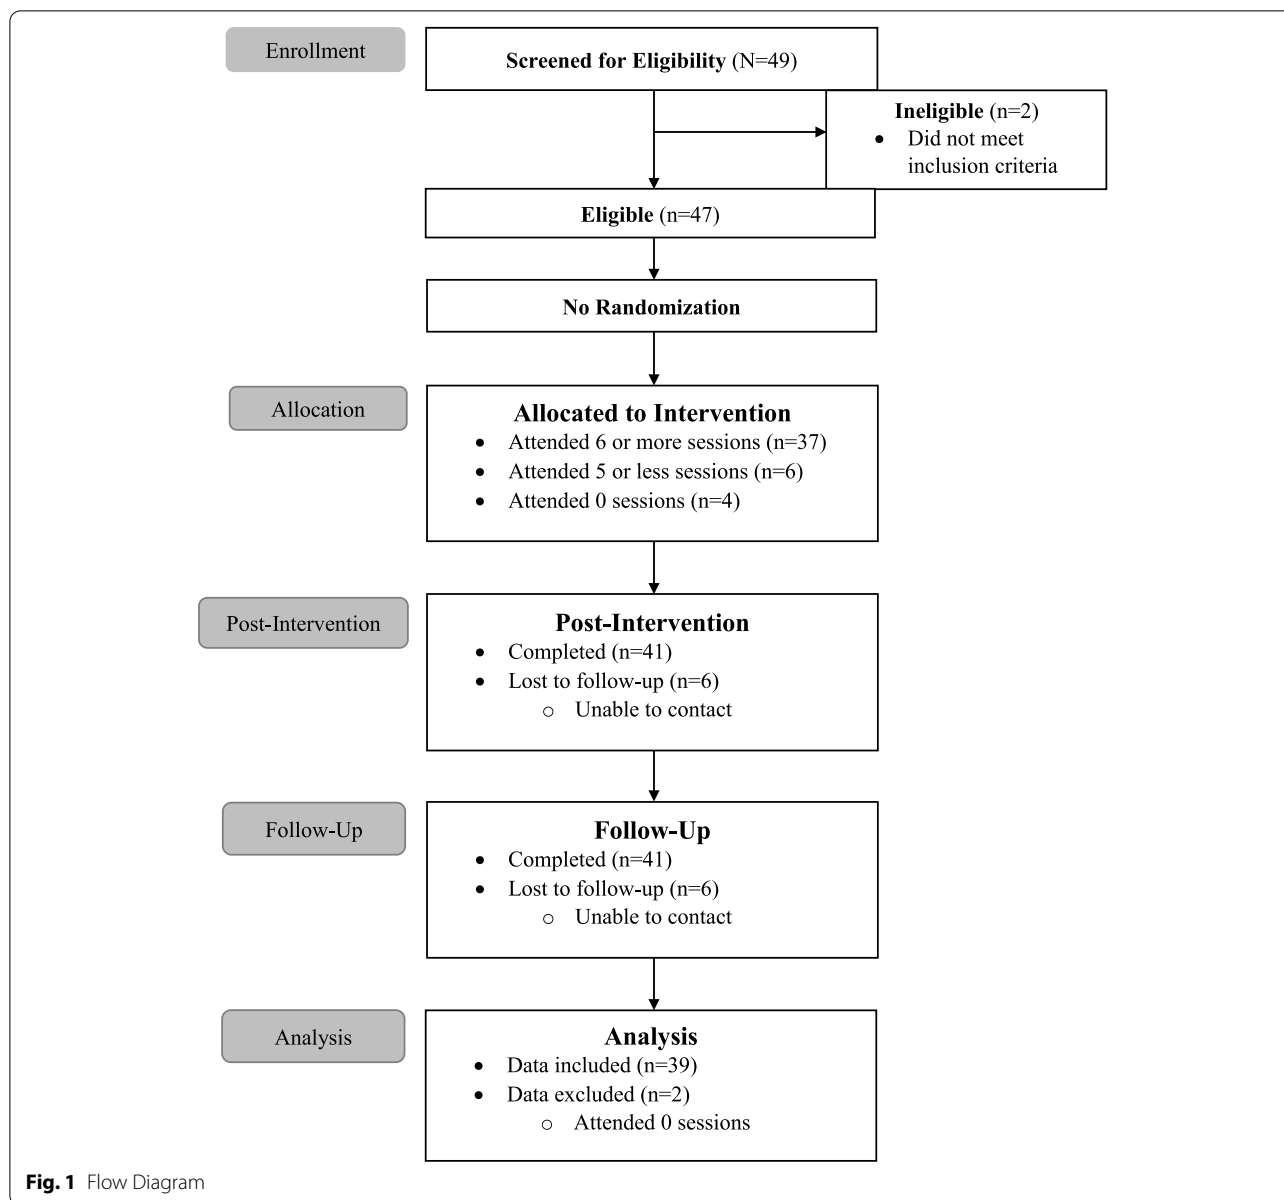 Enrollment
Screened for Eligibility (N=49)
Ineligible (n=2)
• Did not meet
inclusion criteria
Eligible (n=47)
No Randomization
Allocation
Allocated to Intervention
• Attended 6 or more sessions (n=37)
• Attended 5 or less sessions (n=6)
• Attended 0 sessions (n=4)
Post-Intervention
Post-Intervention
• Completed (n=41)
• Lost to follow-up (n=6)
o Unable to contact
Follow-Up
Follow-Up
• Completed (n=41)
• Lost to follow-up (n=6)
o Unable to contact
Analysis
Analysis
• Data included (n=39)
• Data excluded (n=2)
o Attended 0 sessions
Fig. 1 Flow Diagram